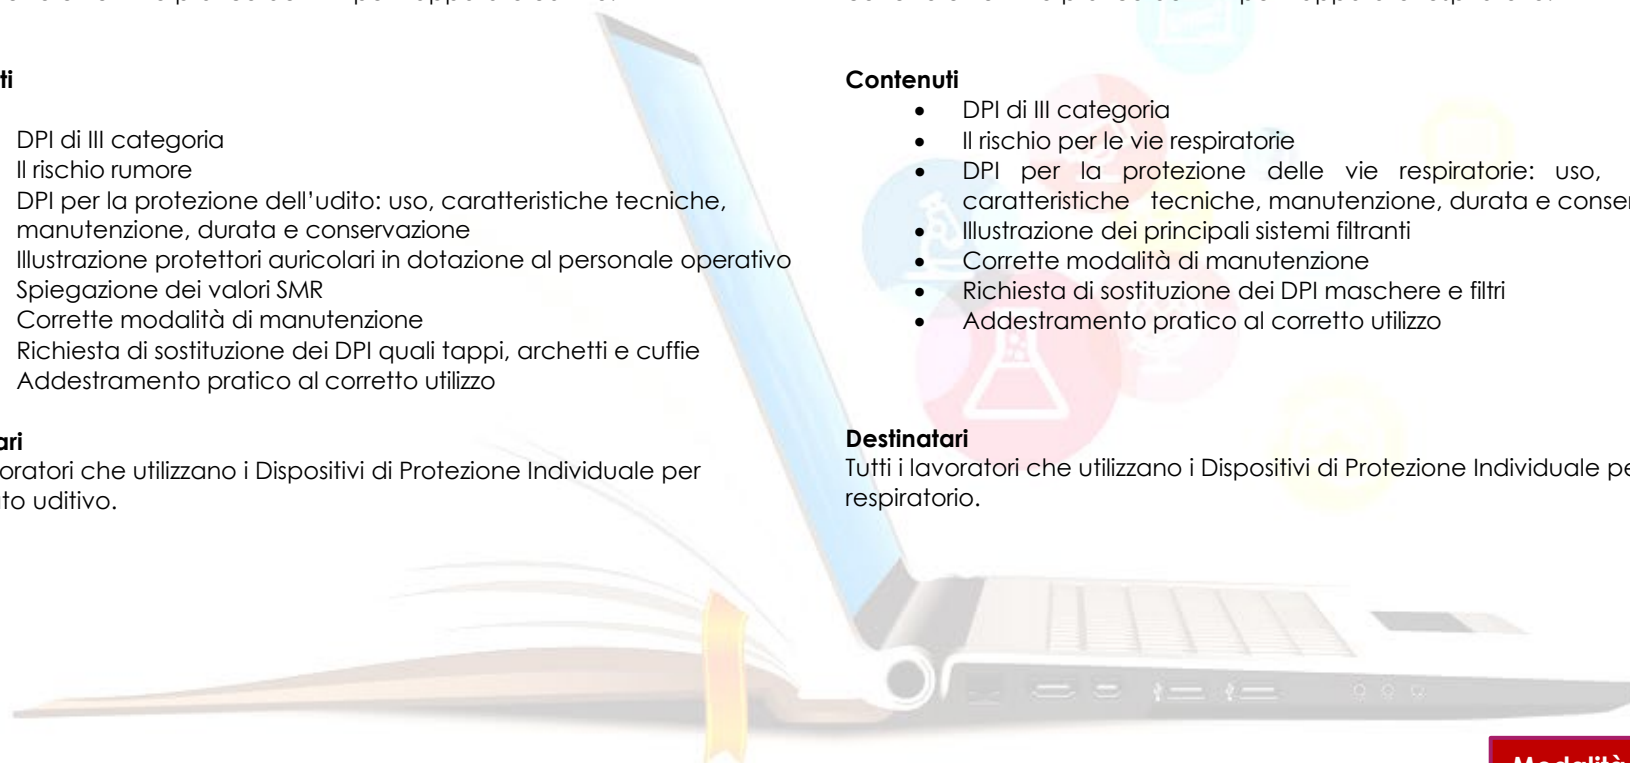 ti
DPI di III categoria
Il rischio rumore
DPI per la protezione dell'udito: uso, caratteristiche tecniche,
manutenzione, durata e conservazione
Illustrazione protettori auricolari in dotazione al personale operativo
Spiegazione dei valori SMR
Corrette modalità di manutenzione
Richiesta di sostituzione dei DPI quali tappi, archetti e cuffie
Addestramento pratico al corretto utilizzo
ari
oratori che utilizzano i Dispositivi di Protezione Individuale per
to uditivo.
Contenuti
• DPI di III categoria
• Il rischio per le vie respiratorie
• DPI per la protezione delle vie respiratorie: uso,
caratteristiche tecniche, manutenzione, durata e conser
• Illustrazione dei principali sistemi filtranti
• Corrette modalità di manutenzione
• Richiesta di sostituzione dei DPI maschere e filtri
• Addestramento pratico al corretto utilizzo
Destinatari
Tutti i lavoratori che utilizzano i Dispositivi di Protezione Individuale pe
respiratorio.
Modalità